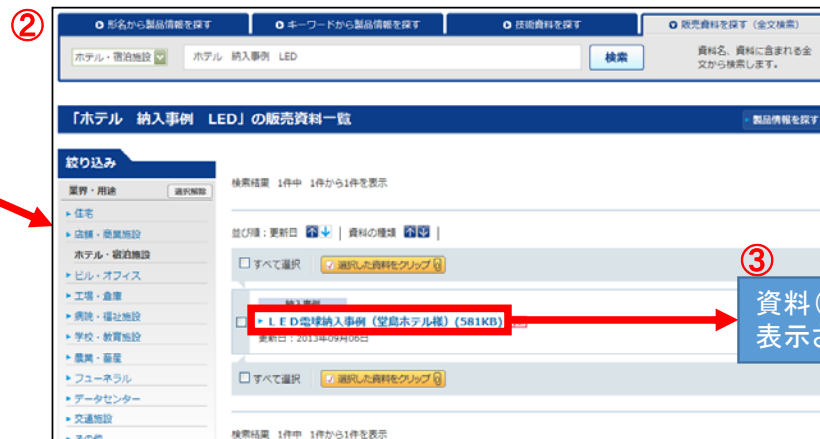 ②
形名から製品情報を探す
キーワードから製品情報を探す
技術資料を探す
販売資料を探す（全文検索）
ホテル・宿泊施設
ホテル 納入事例 LED
検索
資料名、資料に含まれる全
文から検索します。
「ホテル 納入事例 LED」の販売資料一覧
製品情報を探す
絞り込み
業界・用途
選択解除
住宅
店舗・商業施設
ホテル・宿泊施設
ビル・オフィス
工場・倉庫
病院・福祉施設
学校・教育施設
農業・畜産
フューネラル
データセンター
交通施設
その他
検索結果 1件中 1件から1件を表示
並び順：更新日 | 資料の種類 |
すべて選択
選択した資料をクリップ
納入事例
ＬＥＤ電球納入事例（堂島ホテル様）(581KB)
更新日：2013年09月06日
すべて選択
選択した資料をクリップ
検索結果 1件中 1件から1件を表示
③
資料（
表示さ